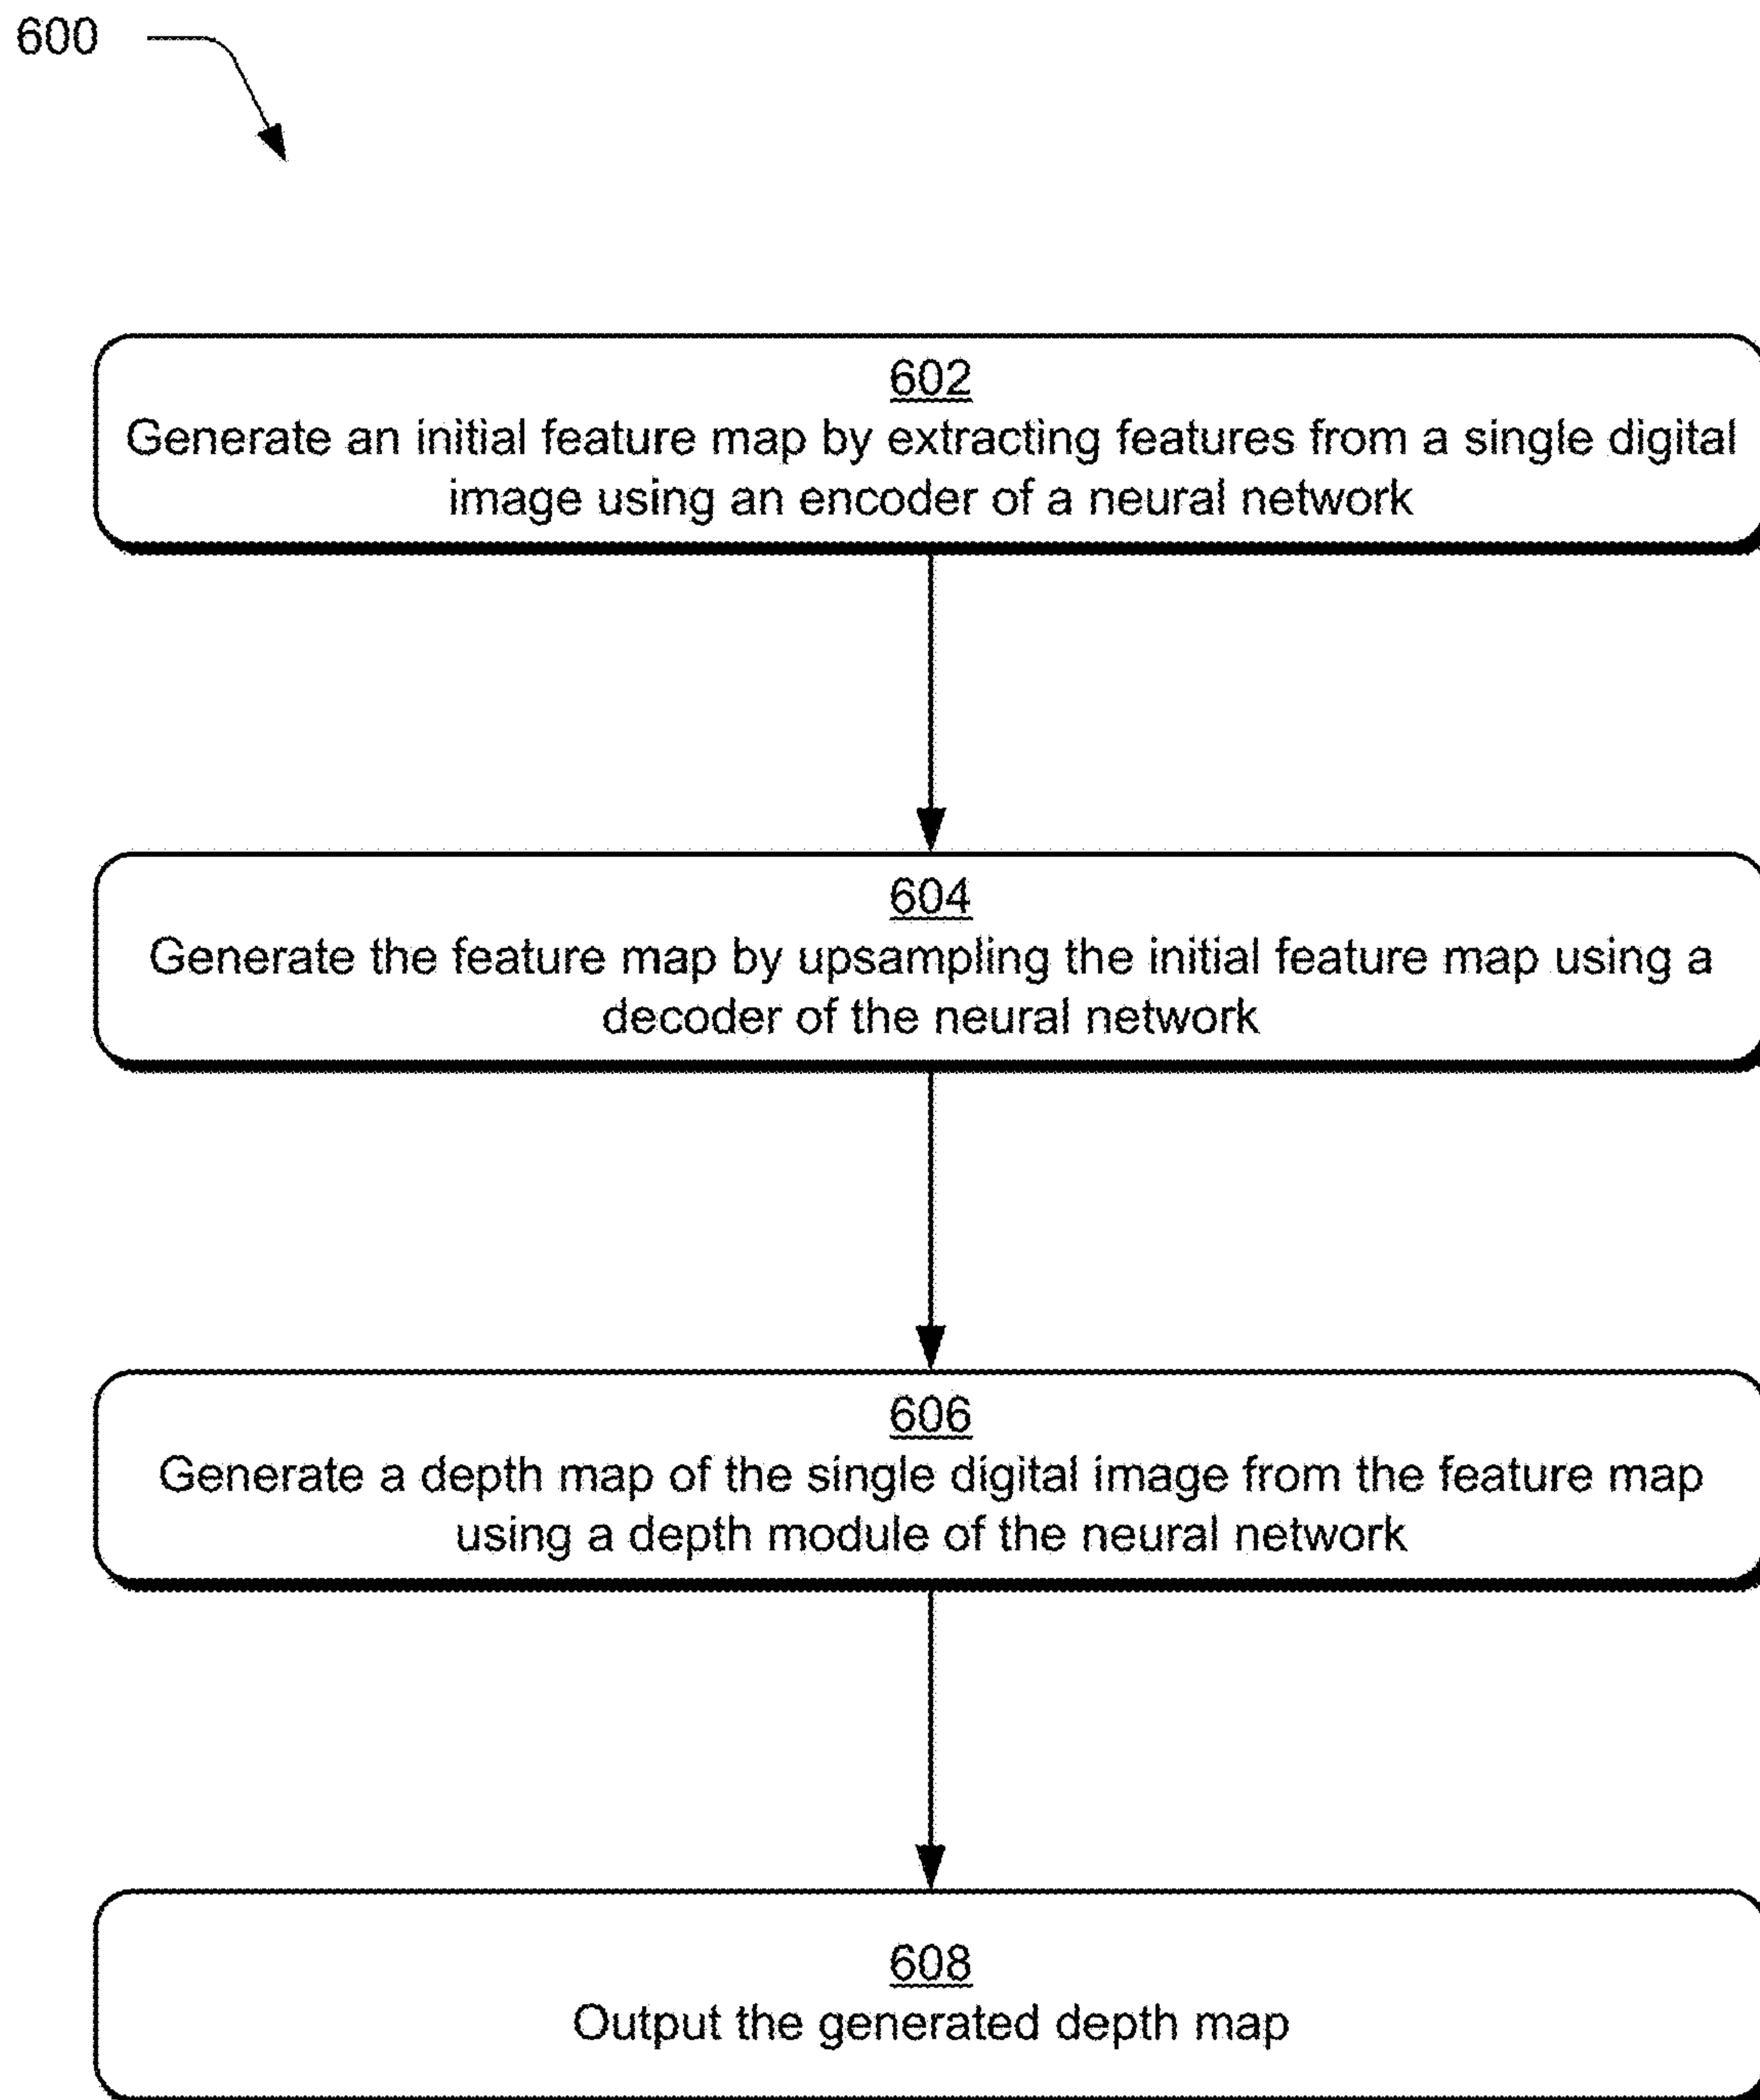 600
602
Generate an initial feature map by extracting features from a single digital
image using an encoder of a neural network
604
Generate the feature map by upsampling the initial feature map using a
decoder of the neural network
606
Generate a depth map of the single digital image from the feature map
using a depth module of the neural network
608
Output the generated depth map